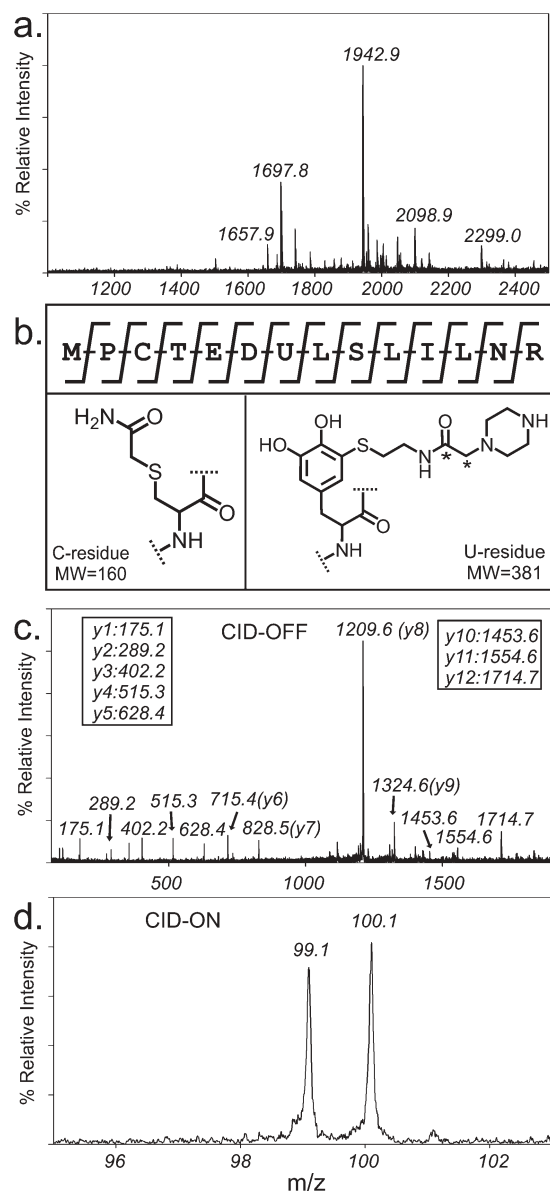 a.
% Relative Intensity
1942.9
1697.8
1657.9
2098.9
2299.0
1200 1400 1600 1800 2000 2200 2400
b.
M P C T E D U L S L I L N R
H2N O
S
O
NH
C-residue
MW=160
OH
HO
S
N
H
O
* *
N
NH
O
NH
U-residue
MW=381
c.
% Relative Intensity
CID-OFF
y1:175.1
y2:289.2
y3:402.2
y4:515.3
y5:628.4
1209.6 (y8)
y10:1453.6
y11:1554.6
y12:1714.7
289.2
515.3
715.4(y6)
1324.6(y9)
175.1
402.2
628.4
828.5(y7)
1453.6
1554.6
1714.7
500 1000 1500
d.
% Relative Intensity
CID-ON
99.1
100.1
96 98 100 102
m/z